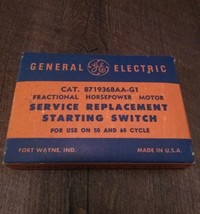 GENERAL GE ELECTRIC
CAT. 8719368AA-G1
FRACTIONAL HORSEPOWER MOTOR
SERVICE REPLACEMENT
STARTING SWITCH
FOR USE ON 50 AND 60 CYCLE
FORT WAYNE, IND. MADE IN U.S.A.